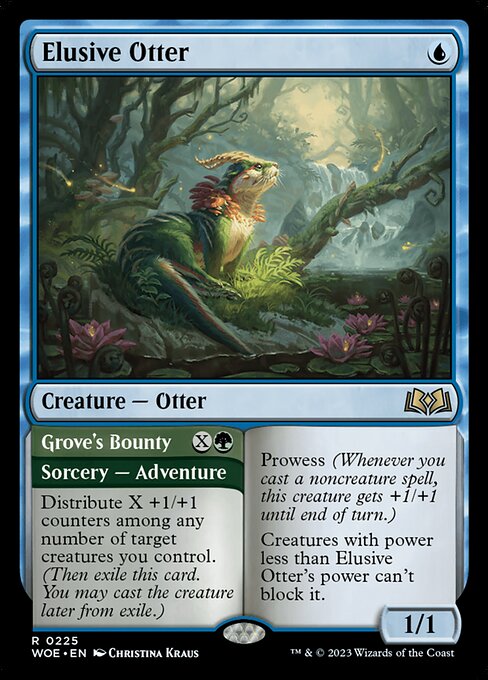 Elusive Otter
Creature — Otter
Grove's Bounty X
Sorcery — Adventure
Distribute X +1/+1
counters among any
number of target
creatures you control.
(Then exile this card.
You may cast the creature
later from exile.)
Prowess (Whenever you
cast a noncreature spell,
this creature gets +1/+1
until end of turn.)
Creatures with power
less than Elusive
Otter's power can't
block it.
1/1
R 0225
WOE • EN Christina Kraus
™ & © 2023 Wizards of the Coast